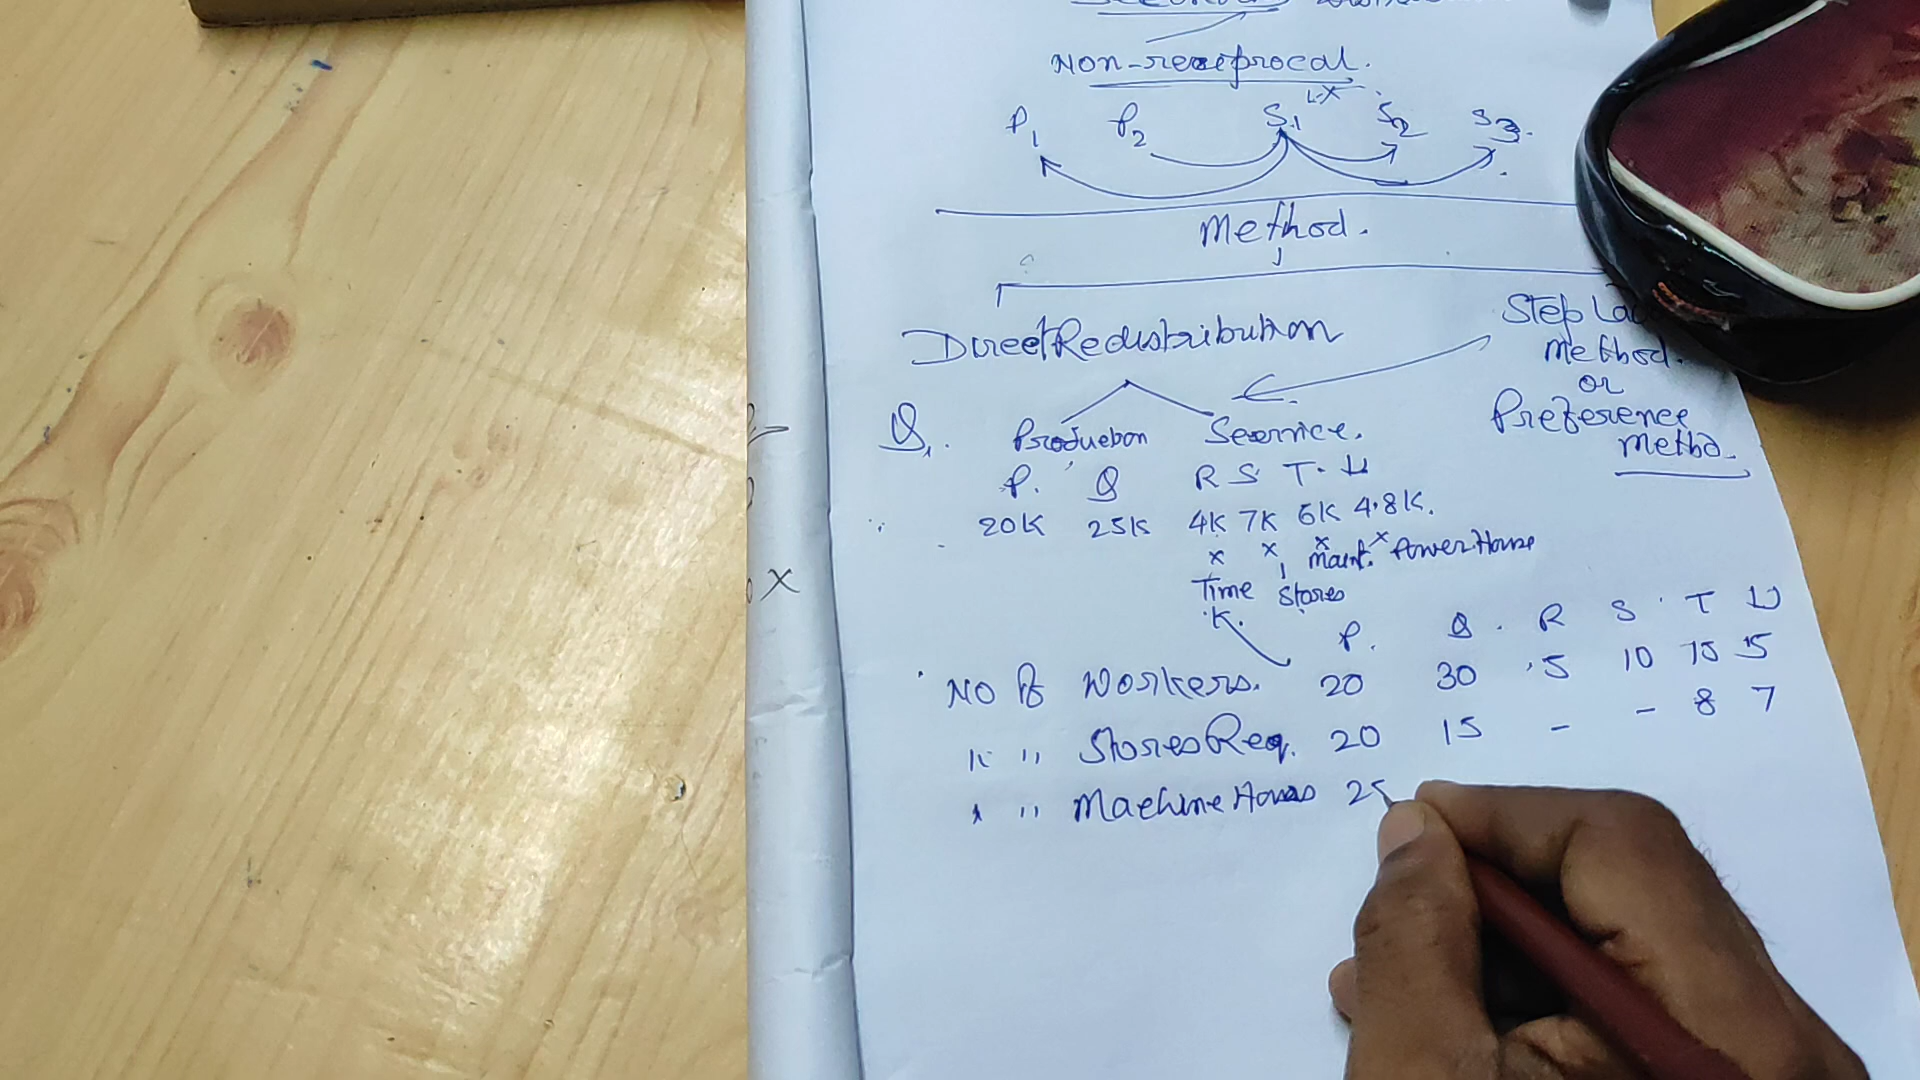 Non-reciprocal.
P1 P2 S1 S2 S3.
Method.
Direct Redistribution
Step
Method.
or
Preference
Metho.
Q1. Production Service.
P. Q R S T. U
20K 25K 4K 7K 6K 4.8K.
x x x x
Time K. Stores Maint. Power House
P. Q. R S T U
No of Workers. 20 30 5 10 15 15
" " Stores Req. 20 15 - - 8 7
" " Machine Hours 25
x